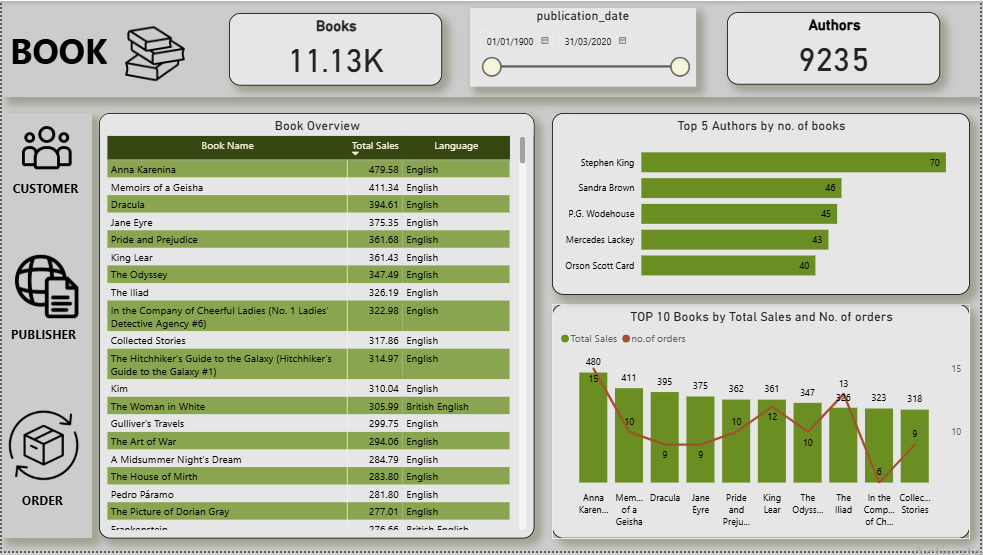 BOOK
Books
11.13K
publication_date
01/01/1900 31/03/2020
Authors
9235
CUSTOMER
PUBLISHER
ORDER
Book Overview
Book Name Total Sales Language
Anna Karenina 479.58 English
Memoirs of a Geisha 411.34 English
Dracula 394.61 English
Jane Eyre 375.35 English
Pride and Prejudice 361.68 English
King Lear 361.43 English
The Odyssey 347.49 English
The Iliad 326.19 English
In the Company of Cheerful Ladies (No. 1 Ladies' 322.98 English
Detective Agency #6)
Collected Stories 317.86 English
The Hitchhiker's Guide to the Galaxy (Hitchhiker's 314.97 English
Guide to the Galaxy #1)
Kim 310.04 English
The Woman in White 305.99 British English
Gulliver's Travels 299.75 English
The Art of War 294.06 English
A Midsummer Night's Dream 284.79 English
The House of Mirth 283.80 English
Pedro Páramo 281.80 English
The Picture of Dorian Gray 277.01 English
Frankenstein 276.66 British English
Top 5 Authors by no. of books
Stephen King 70
Sandra Brown 46
P.G. Wodehouse 45
Mercedes Lackey 43
Orson Scott Card 40
TOP 10 Books by Total Sales and No. of orders
Total Sales no.of orders
480 411 395 375 362 361 347 326 323 318
15 10 9 9 10 12 10 13 6 9
15
10
Anna Mem... Dracula Jane Pride King The The In the Collec...
Karen... of a Eyre and Lear Odyss... Iliad Comp... Stories
Geisha Preju... of Ch...